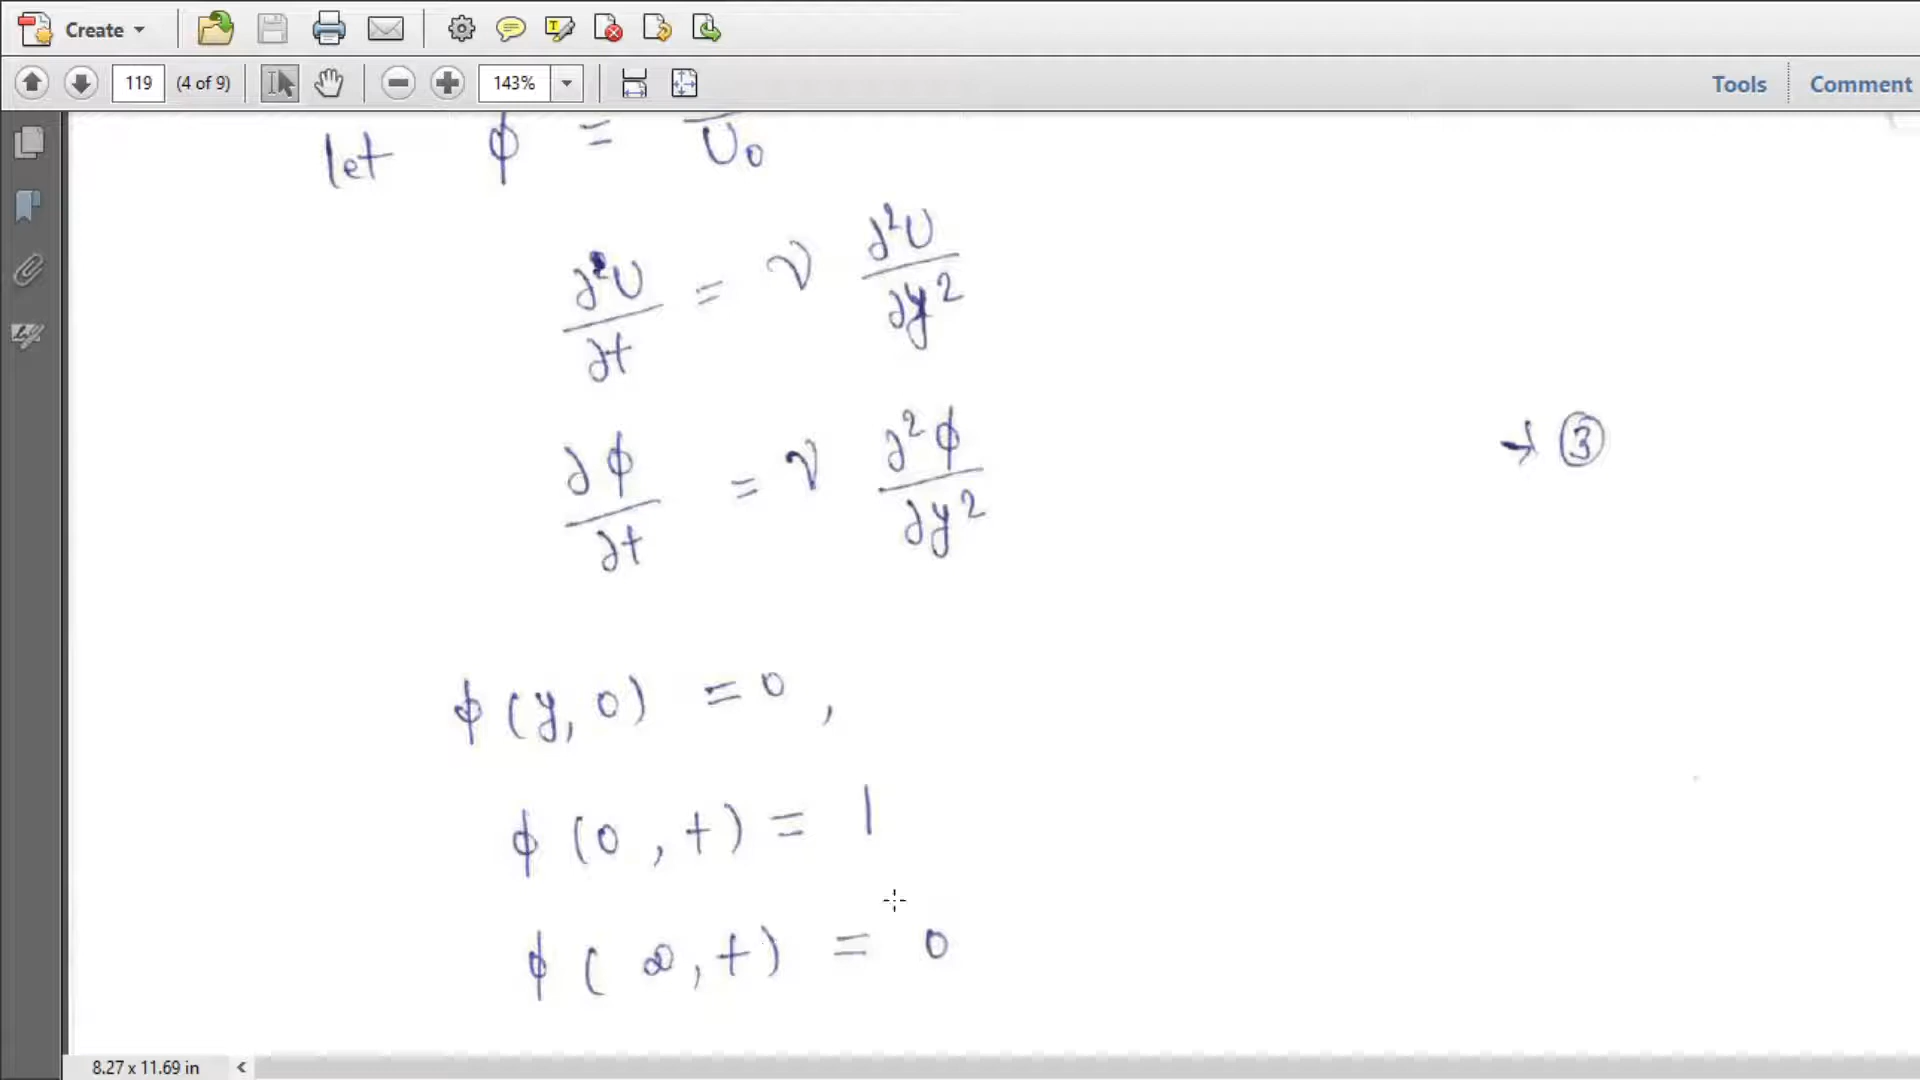 Create
119 (4 of 9) 143% Tools Comment
let ϕ = ‾U₀
∂U/∂t = ν ∂²U/∂y²
∂ϕ/∂t = ν ∂²ϕ/∂y² → ③
ϕ(y, 0) = 0,
ϕ(0, t) = 1
ϕ(∞, t) = 0
8.27 x 11.69 in